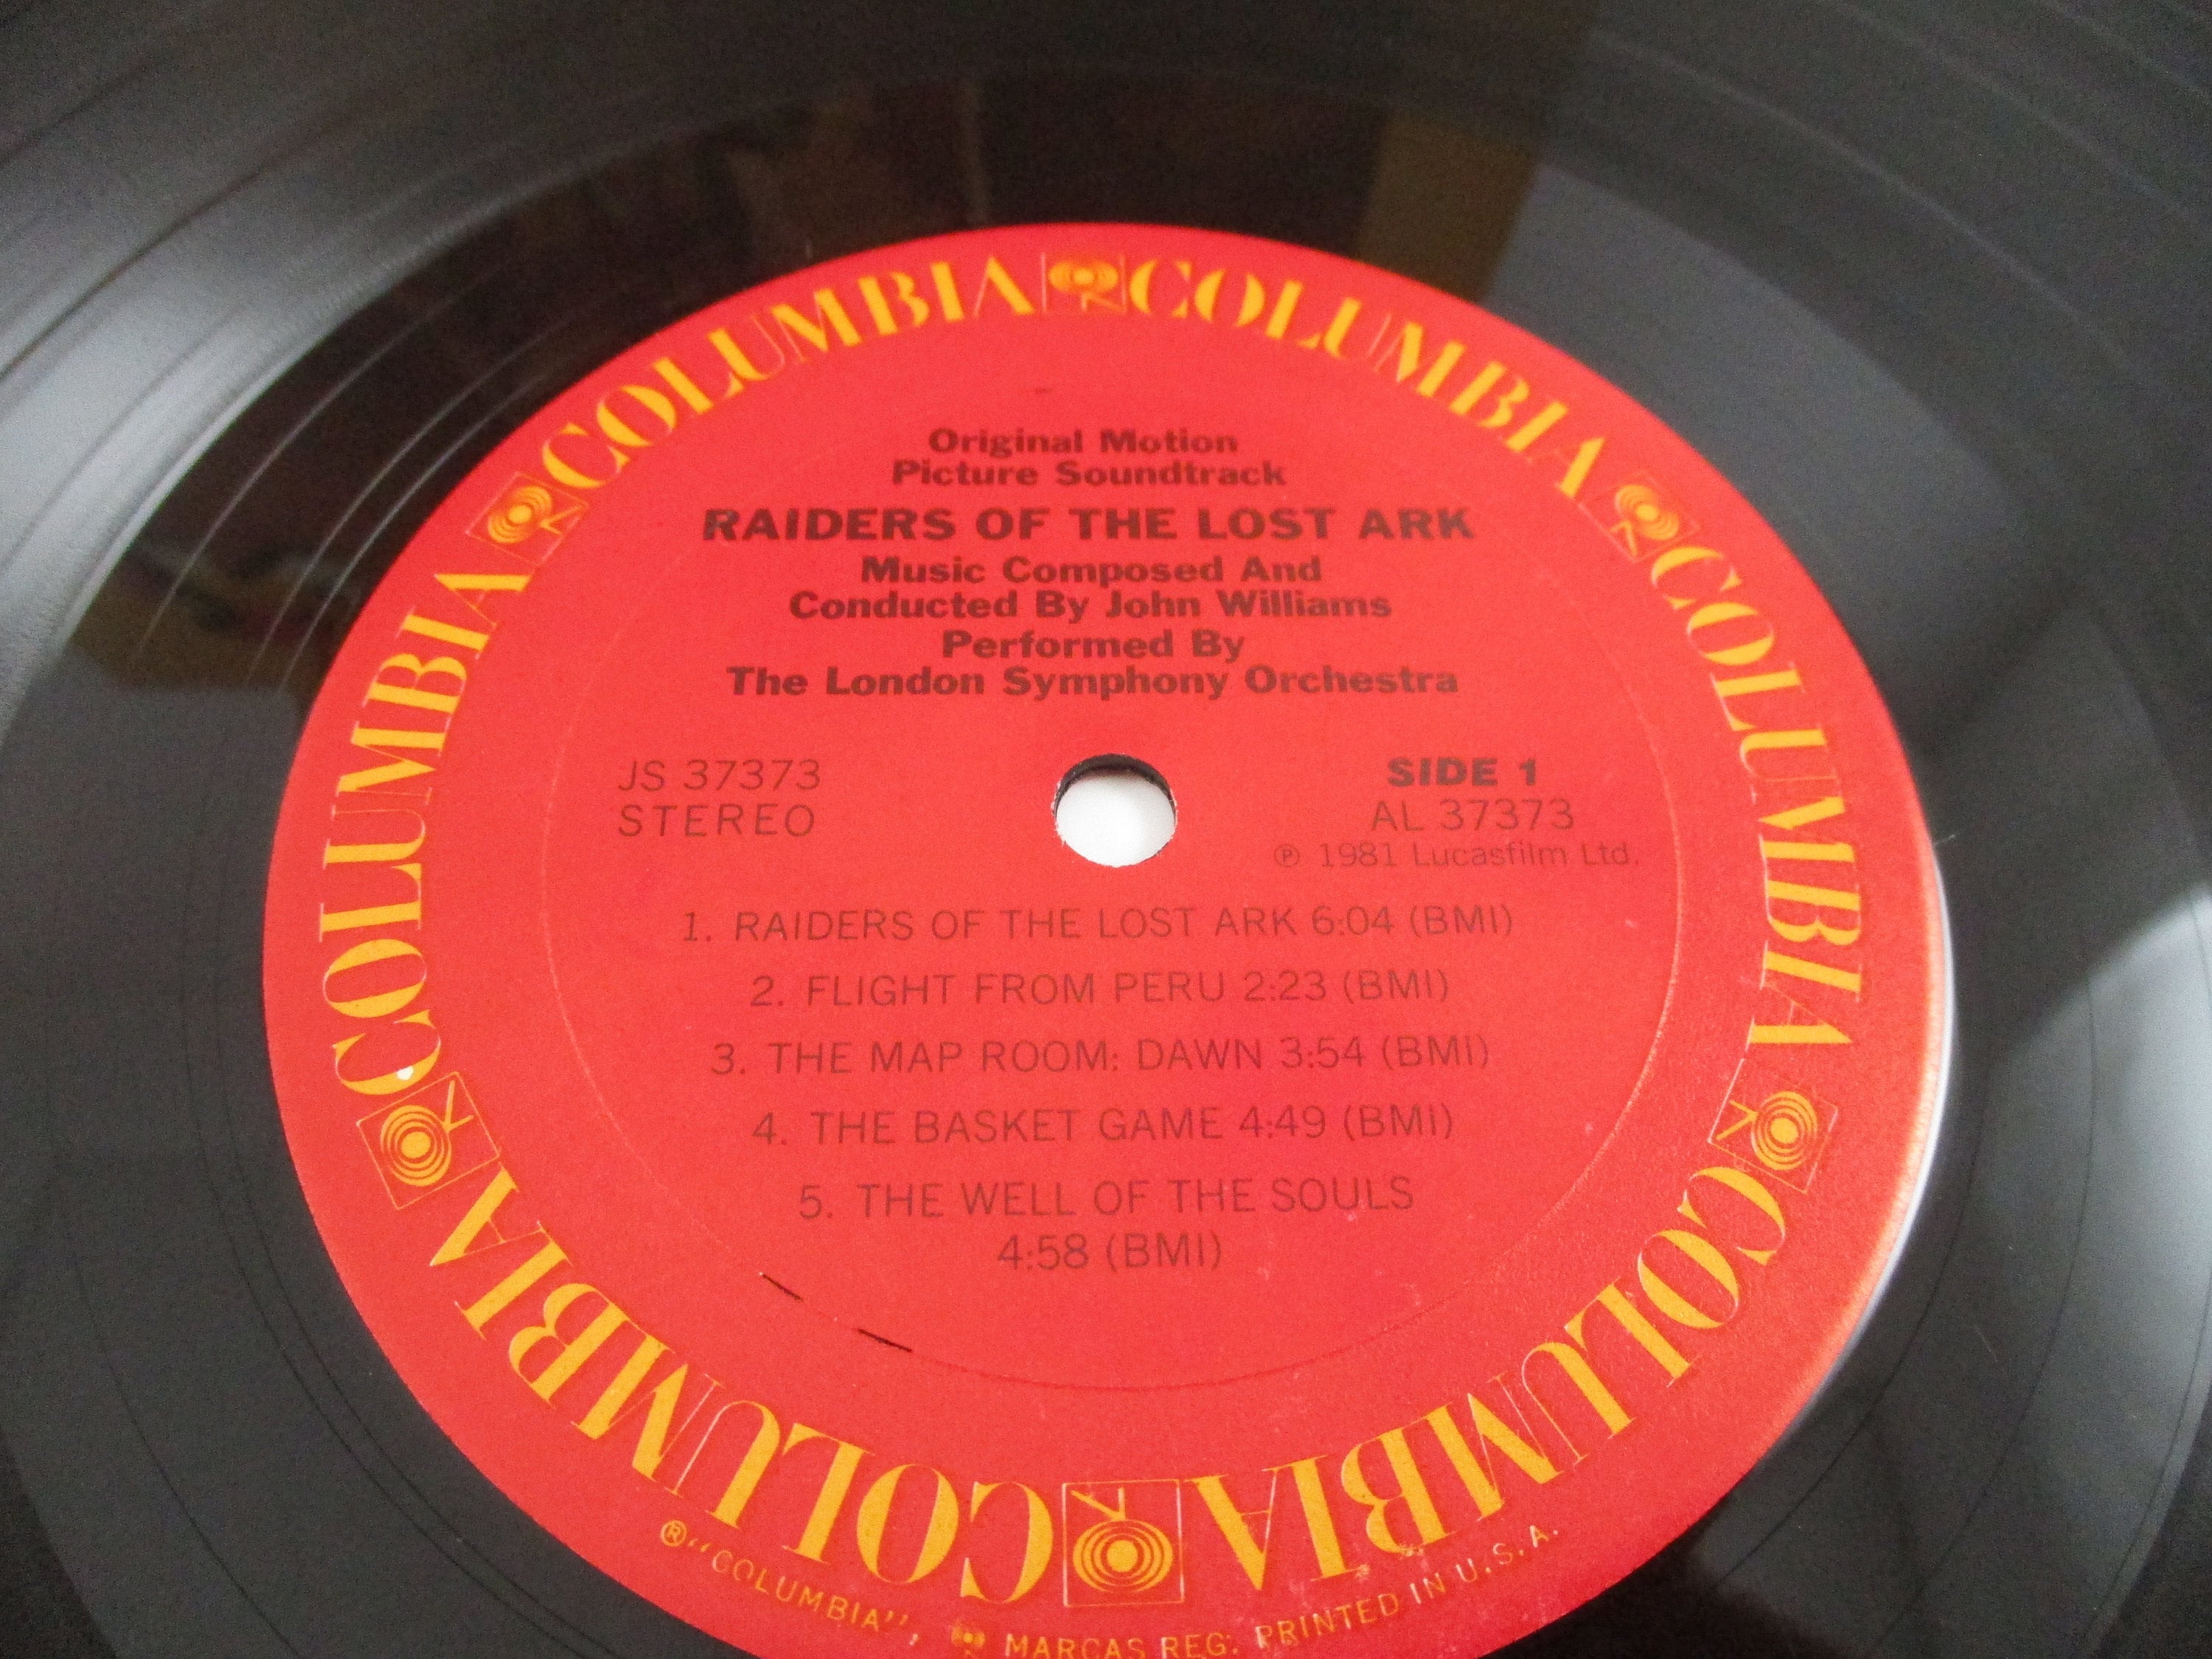 COLUMBIA COLUMBIA COLUMBIA COLUMBIA COLUMBIA COLUMBIA
Original Motion
Picture Soundtrack
RAIDERS OF THE LOST ARK
Music Composed And
Conducted By John Williams
Performed By
The London Symphony Orchestra
JS 37373
STEREO
SIDE 1
AL 37373
℗ 1981 Lucasfilm Ltd.
1. RAIDERS OF THE LOST ARK 6:04 (BMI)
2. FLIGHT FROM PERU 2:23 (BMI)
3. THE MAP ROOM: DAWN 3:54 (BMI)
4. THE BASKET GAME 4:49 (BMI)
5. THE WELL OF THE SOULS
4:58 (BMI)
® "COLUMBIA", MARCAS REG. PRINTED IN U.S.A.